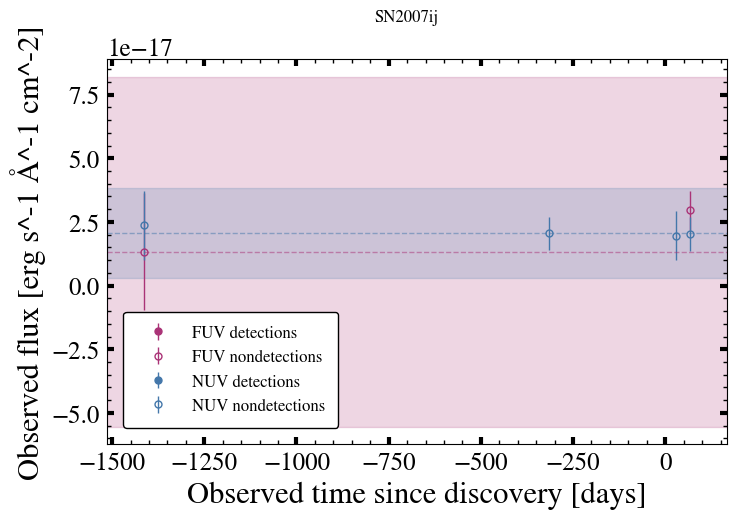 SN2007ij
1e−17
7.5
5.0
2.5
0.0
−2.5
−5.0
Observed flux [erg s^-1 Å^-1 cm^-2]
FUV detections
FUV nondetections
NUV detections
NUV nondetections
−1500 −1250 −1000 −750 −500 −250 0
Observed time since discovery [days]